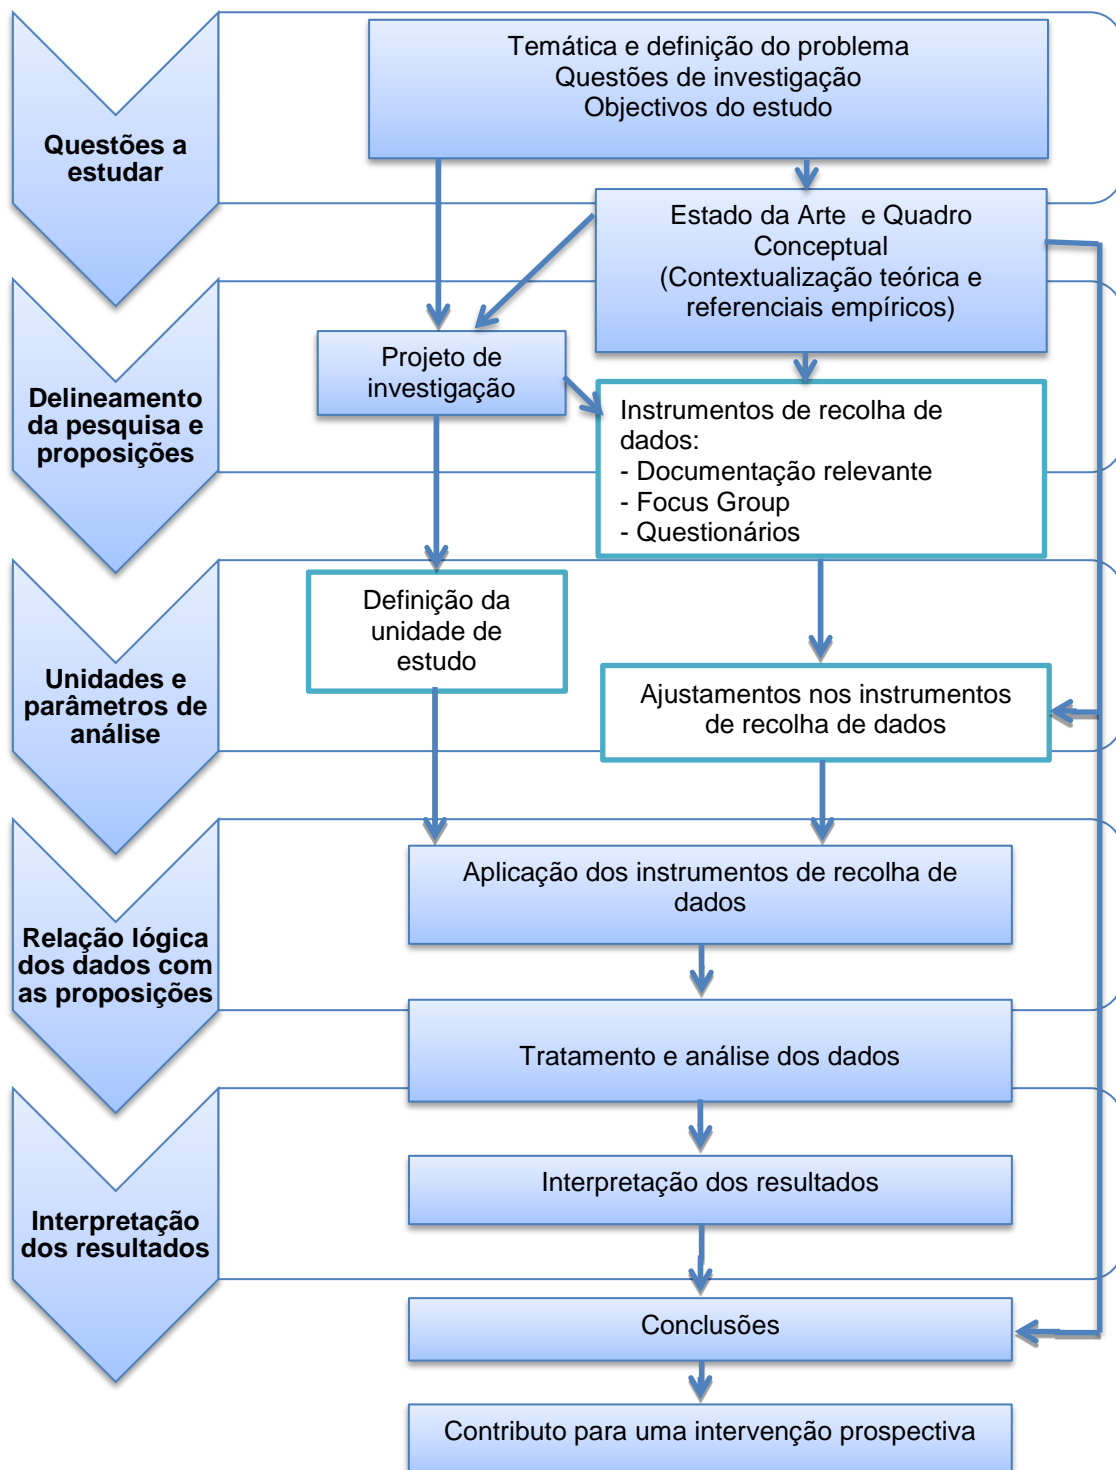 Temática e definição do problema
Questões de investigação
Objectivos do estudo
Questões a
estudar
Estado da Arte e Quadro
Conceptual
(Contextualização teórica e
referenciais empíricos)
Projeto de
investigação
Delineamento
da pesquisa e
proposições
Instrumentos de recolha de
dados:
- Documentação relevante
- Focus Group
- Questionários
Definição da
unidade de
estudo
Unidades e
parâmetros de
análise
Ajustamentos nos instrumentos
de recolha de dados
Aplicação dos instrumentos de recolha de
dados
Relação lógica
dos dados com
as proposições
Tratamento e análise dos dados
Interpretação dos resultados
Interpretação
dos resultados
Conclusões
Contributo para uma intervenção prospectiva